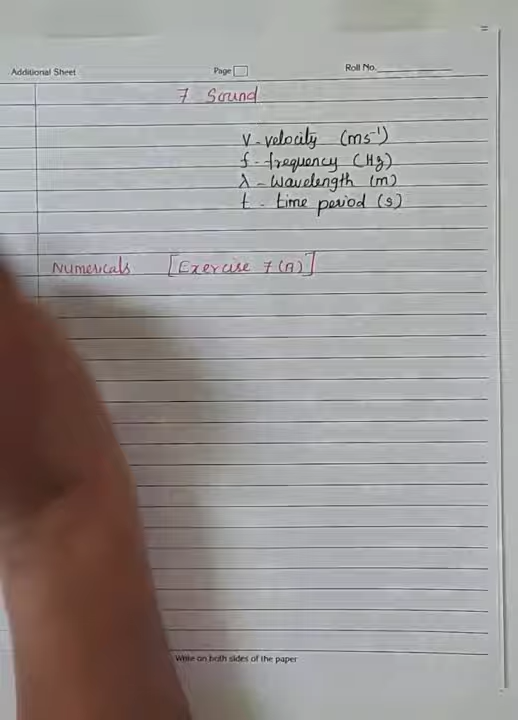 Additional Sheet Page Roll No.
7 Sound
V - velocity (ms⁻¹)
f - frequency (Hz)
λ - Wavelength (m)
t - time period (s)
Numericals [Exercise 7(A)]
Write on both sides of the paper